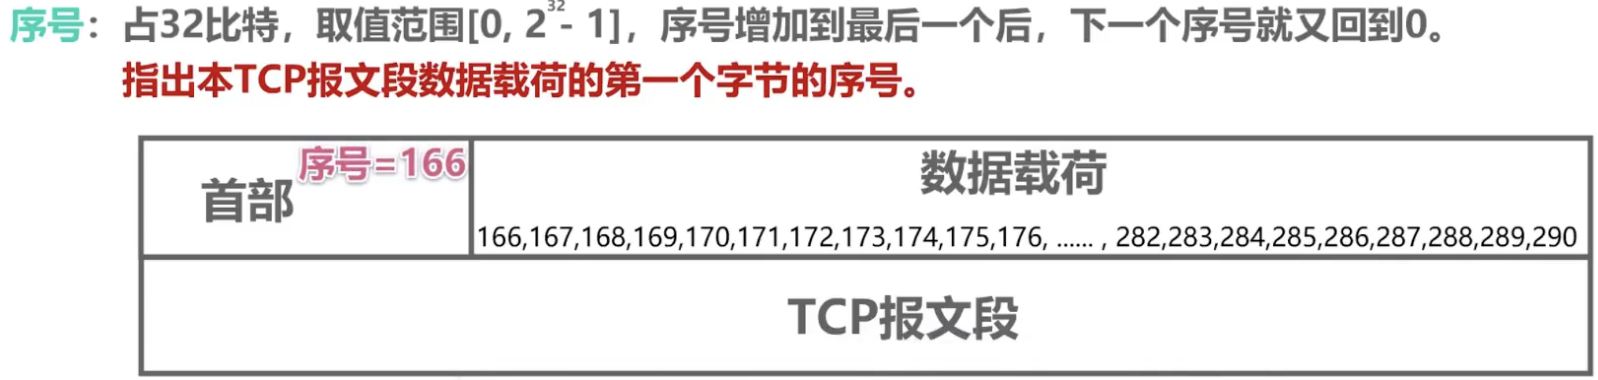 序号：占32比特，取值范围[0, 2³² - 1]，序号增加到最后一个后，下一个序号就又回到0。
指出本TCP报文段数据载荷的第一个字节的序号。
序号=166
首部
数据载荷
166,167,168,169,170,171,172,173,174,175,176, ...... , 282,283,284,285,286,287,288,289,290
TCP报文段